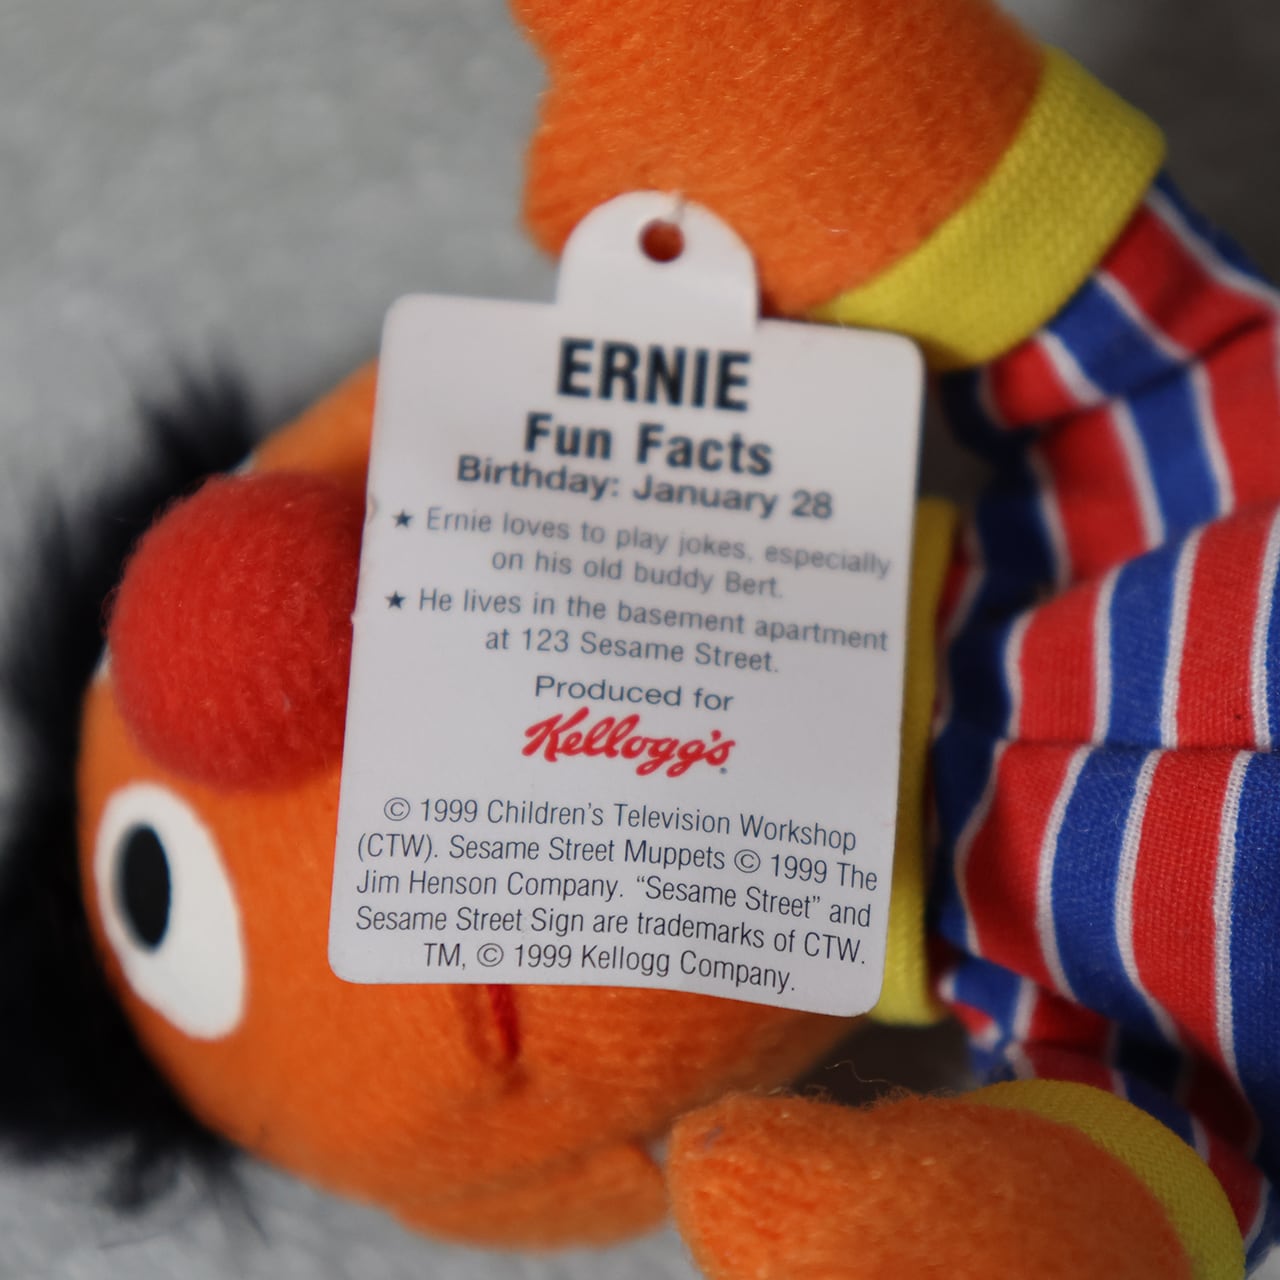 ERNIE
Fun Facts
Birthday: January 28
★ Ernie loves to play jokes, especially
on his old buddy Bert.
★ He lives in the basement apartment
at 123 Sesame Street.
Produced for
Kellogg's®
© 1999 Children's Television Workshop
(CTW). Sesame Street Muppets © 1999 The
Jim Henson Company. “Sesame Street” and
Sesame Street Sign are trademarks of CTW.
TM, © 1999 Kellogg Company.